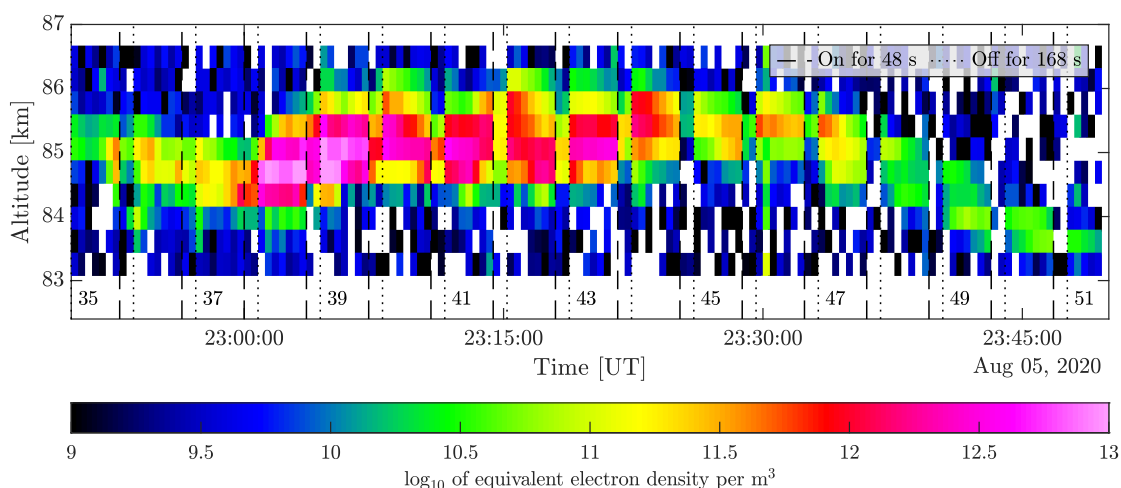 87
86
85
84
83
Altitude [km]
On for 48 s Off for 168 s
35 37 39 41 43 45 47 49 51
23:00:00 23:15:00 23:30:00 23:45:00
Time [UT]
Aug 05, 2020
9 9.5 10 10.5 11 11.5 12 12.5 13
log₁₀ of equivalent electron density per m³